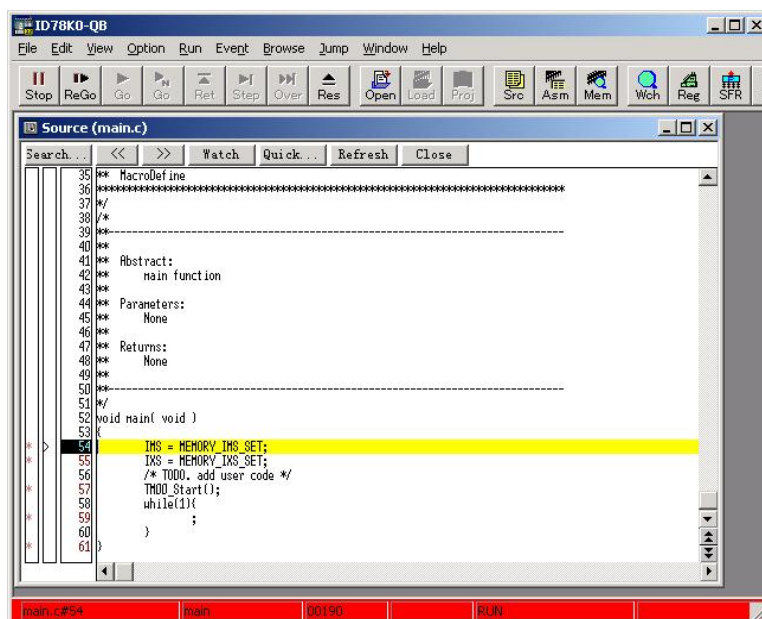 ID78K0-QB
File Edit View Option Run Event Browse Jump Window Help
Stop ReGo Go Go Ret Step Over Res Open Load Proj Src Asm Mem Wch Reg SFR
Source (main.c)
Search... << >> Watch Quick... Refresh Close
35 ** MacroDefine
36 *******************************************************************************
37 */
38 /*
39 **-----------------------------------------------------------------------------
40 **
41 ** Abstract:
42 ** main function
43 **
44 ** Parameters:
45 ** None
46 **
47 ** Returns:
48 ** None
49 **
50 **-----------------------------------------------------------------------------
51 */
52 void main( void )
53 {
* > 54 IMS = MEMORY_IMS_SET;
* 55 IXS = MEMORY_IXS_SET;
56 /* TODO. add user code */
* 57 TM00_Start();
58 while(1){
* 59 ;
60 }
* 61 }
main.c#54 main 00190 RUN